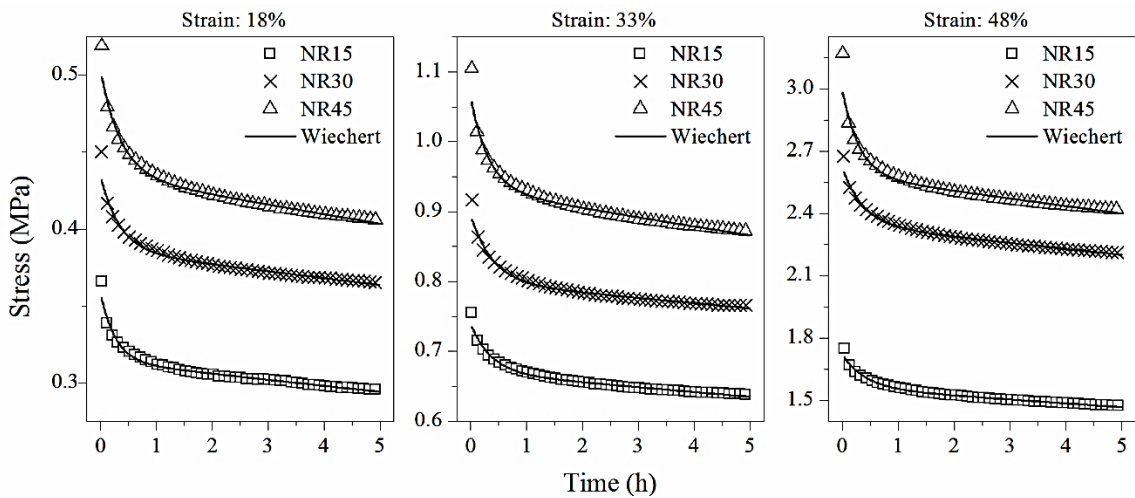 Strain: 18%
Strain: 33%
Strain: 48%
NR15
NR30
NR45
Wiechert
NR15
NR30
NR45
Wiechert
NR15
NR30
NR45
Wiechert
Stress (MPa)
0.5
0.4
0.3
1.1
1.0
0.9
0.8
0.7
0.6
3.0
2.7
2.4
2.1
1.8
1.5
0 1 2 3 4 5
0 1 2 3 4 5
0 1 2 3 4 5
Time (h)